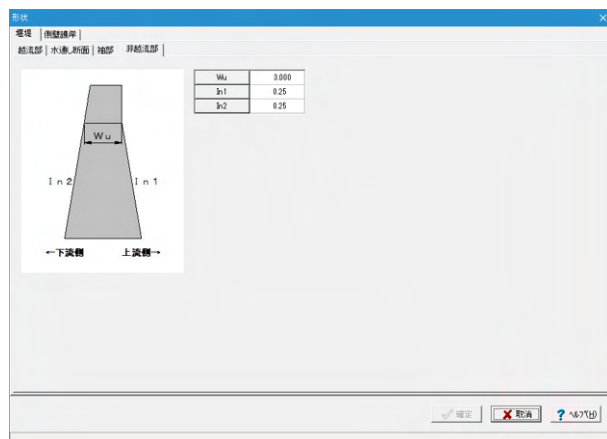 形状
堰堤 | 側壁護岸 |
越流部 | 水通し断面 | 袖部 | 非越流部 |
Wu 3.000
In1 0.25
In2 0.25
Wu
In2 In1
←下流側 上流側→
確定 取消 ? ヘルプ(H)